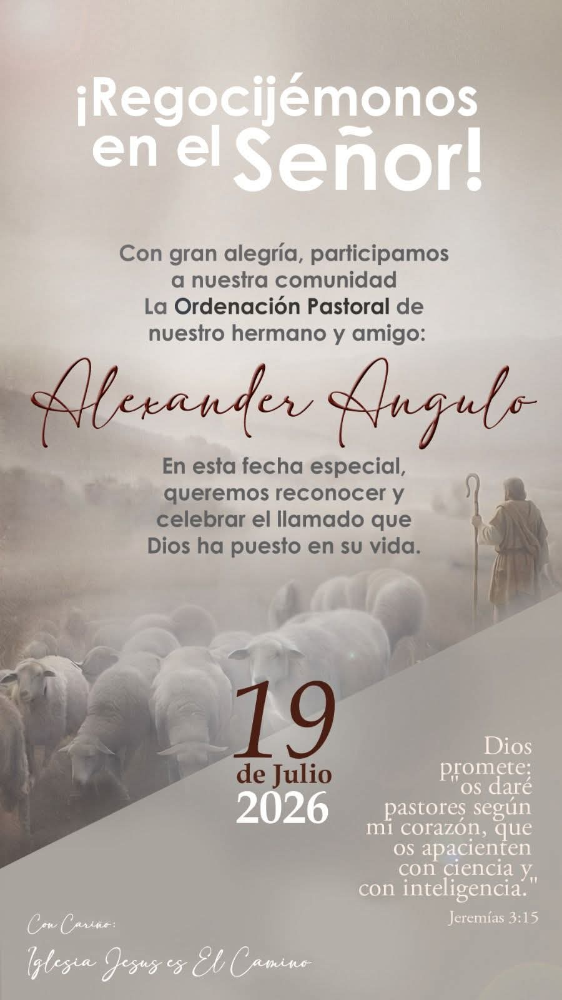 ¡Regocijémonos
en el Señor!
Con gran alegría, participamos
a nuestra comunidad
La Ordenación Pastoral de
nuestro hermano y amigo:
Alexander Angulo
En esta fecha especial,
queremos reconocer y
celebrar el llamado que
Dios ha puesto en su vida.
19
de Julio
2026
Dios
promete:
"os daré
pastores según
mi corazón, que
os apacienten
con ciencia y
con inteligencia."
Jeremías 3:15
Con Cariño:
Iglesia Jesus es El Camino